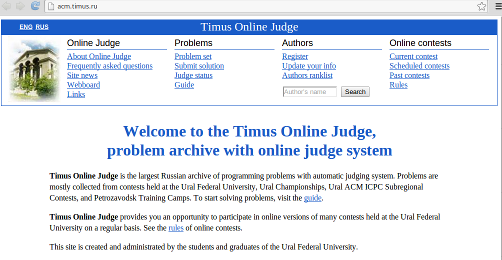 acm.timus.ru
ENG RUS
Timus Online Judge
Online Judge Problems Authors Online contests
About Online Judge Problem set Register Current contest
Frequently asked questions Submit solution Update your info Scheduled contests
Site news Judge status Authors ranklist Past contests
Webboard Guide Rules
Links Author's name Search
Welcome to the Timus Online Judge,
problem archive with online judge system
Timus Online Judge is the largest Russian archive of programming problems with automatic judging system. Problems are
mostly collected from contests held at the Ural Federal University, Ural Championships, Ural ACM ICPC Subregional
Contests, and Petrozavodsk Training Camps. To start solving problems, visit the guide.
Timus Online Judge provides you an opportunity to participate in online versions of many contests held at the Ural Federal
University on a regular basis. See the rules of online contests.
This site is created and administrated by the students and graduates of the Ural Federal University.